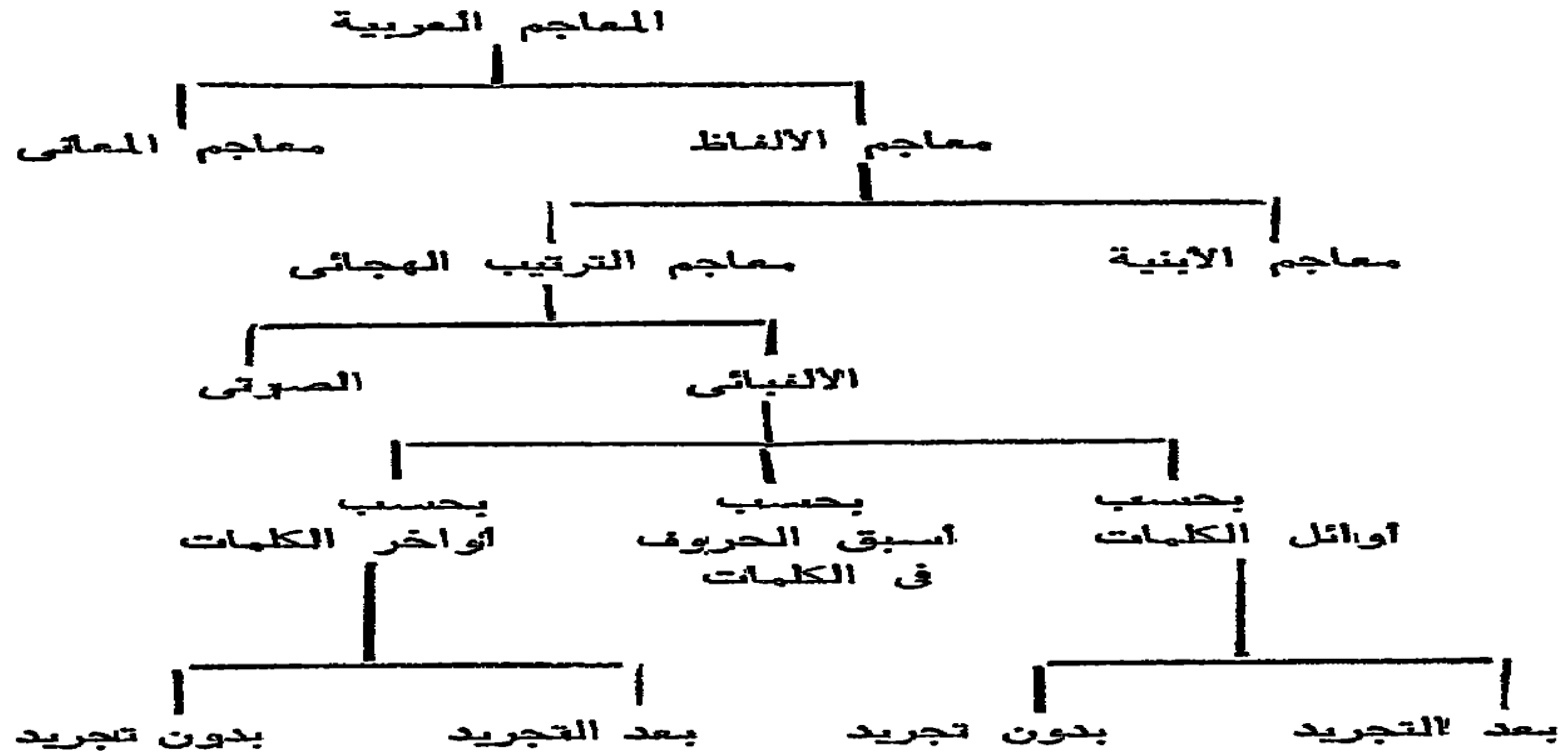 المعاجم العربية
معاجم الألفاظ معاجم المعانى
معاجم الأبنية معاجم الترتيب الهجائى
الألفبائى الصوتى
بحسب بحسب بحسب
أوائل الكلمات أسبق الحروف أواخر الكلمات
فى الكلمات
بعد التجريد بدون تجريد بعد التجريد بدون تجريد